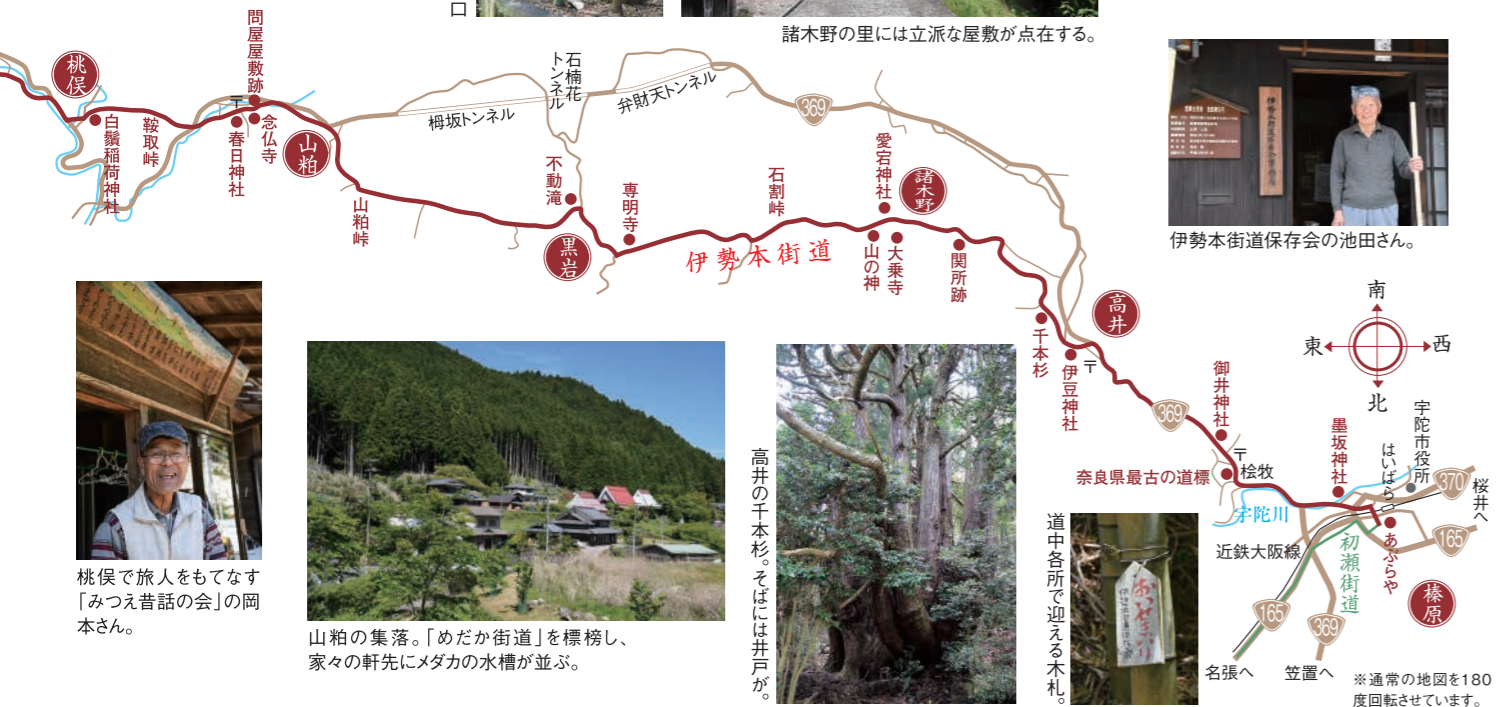 口
諸木野の里には立派な屋敷が点在する。
桃俣
白鬚稲荷神社
鞍取峠
問屋屋敷跡
〒
春日神社
念仏寺
山粕
山粕峠
栂坂トンネル
石楠花
トンネル
弁財天トンネル
369
不動滝
黒岩
専明寺
伊勢本街道
石割峠
愛宕神社
諸木野
山の神
大乗寺
関所跡
千本杉
伊豆神社
〒
高井
369
御井神社
〒
桧牧
奈良県最古の道標
宇陀川
墨坂神社
はいばら
宇陀市役所
370
桜井へ
165
あぶらや
榛原
初瀬街道
近鉄大阪線
165
369
名張へ
笠置へ
南
東
西
北
※通常の地図を180
度回転させています。
伊勢本街道保存会の池田さん。
桃俣で旅人をもてなす
「みつえ昔話の会」の岡
本さん。
山粕の集落。「めだか街道」を標榜し、
家々の軒先にメダカの水槽が並ぶ。
高井の千本杉。そばには井戸が。
道中各所で迎える木札。